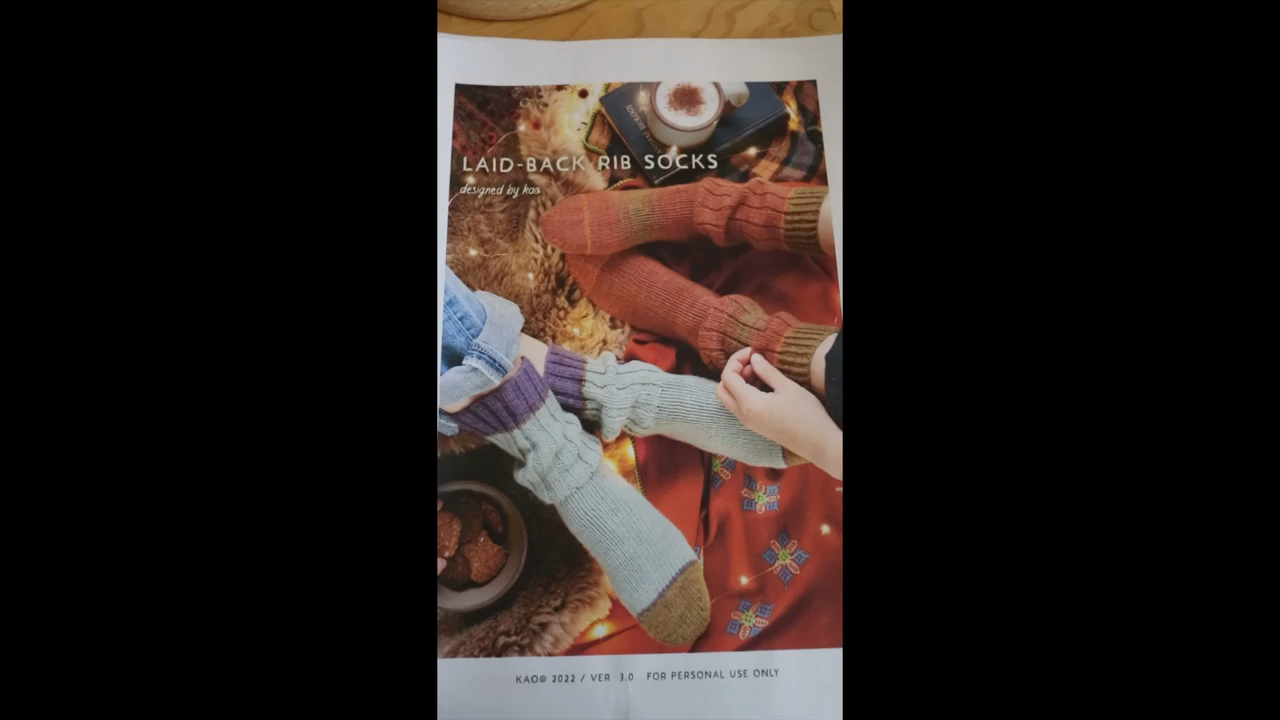 LAID-BACK RIB SOCKS
designed by kao
KAO© 2022 / VER 3.0 FOR PERSONAL USE ONLY